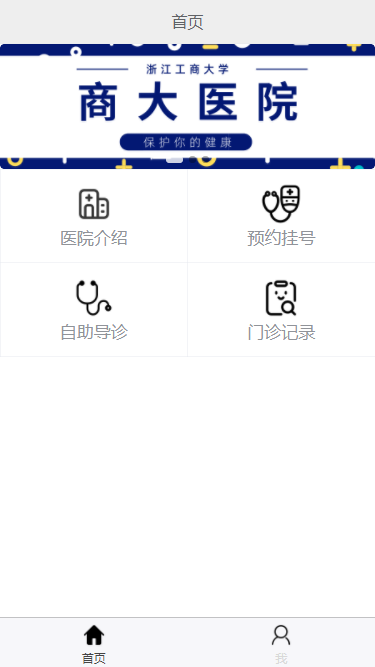 首页
浙江工商大学
商大医院
保护你的健康
医院介绍
预约挂号
自助导诊
门诊记录
首页
我